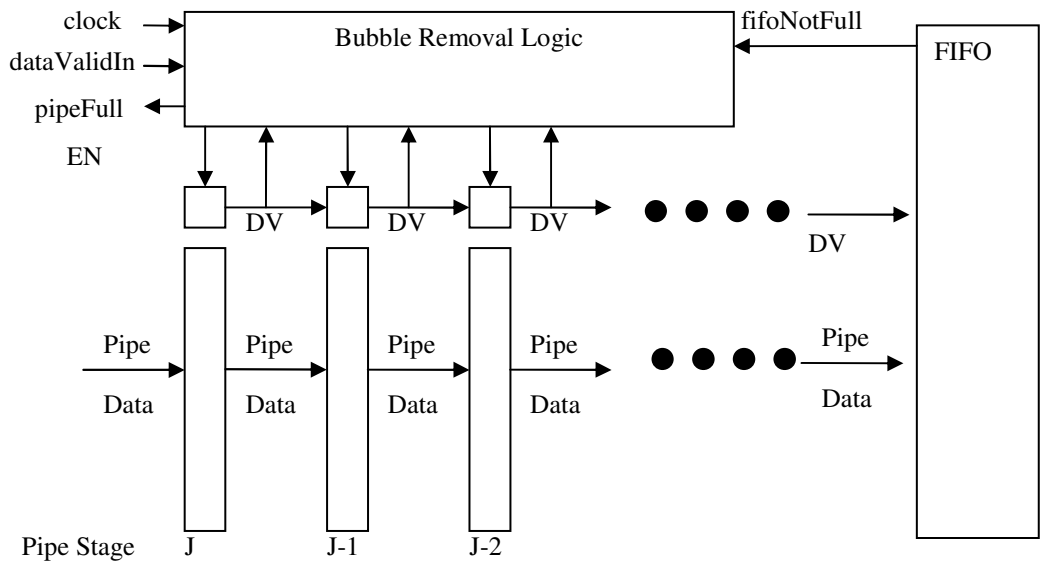 clock
Bubble Removal Logic
fifoNotFull
FIFO
dataValidIn
pipeFull
EN
DV
DV
DV
DV
Pipe
Pipe
Pipe
Pipe
Pipe
Data
Data
Data
Data
Data
Pipe Stage J J-1 J-2